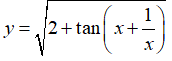 y = √(2 + tan(x + 1/x))